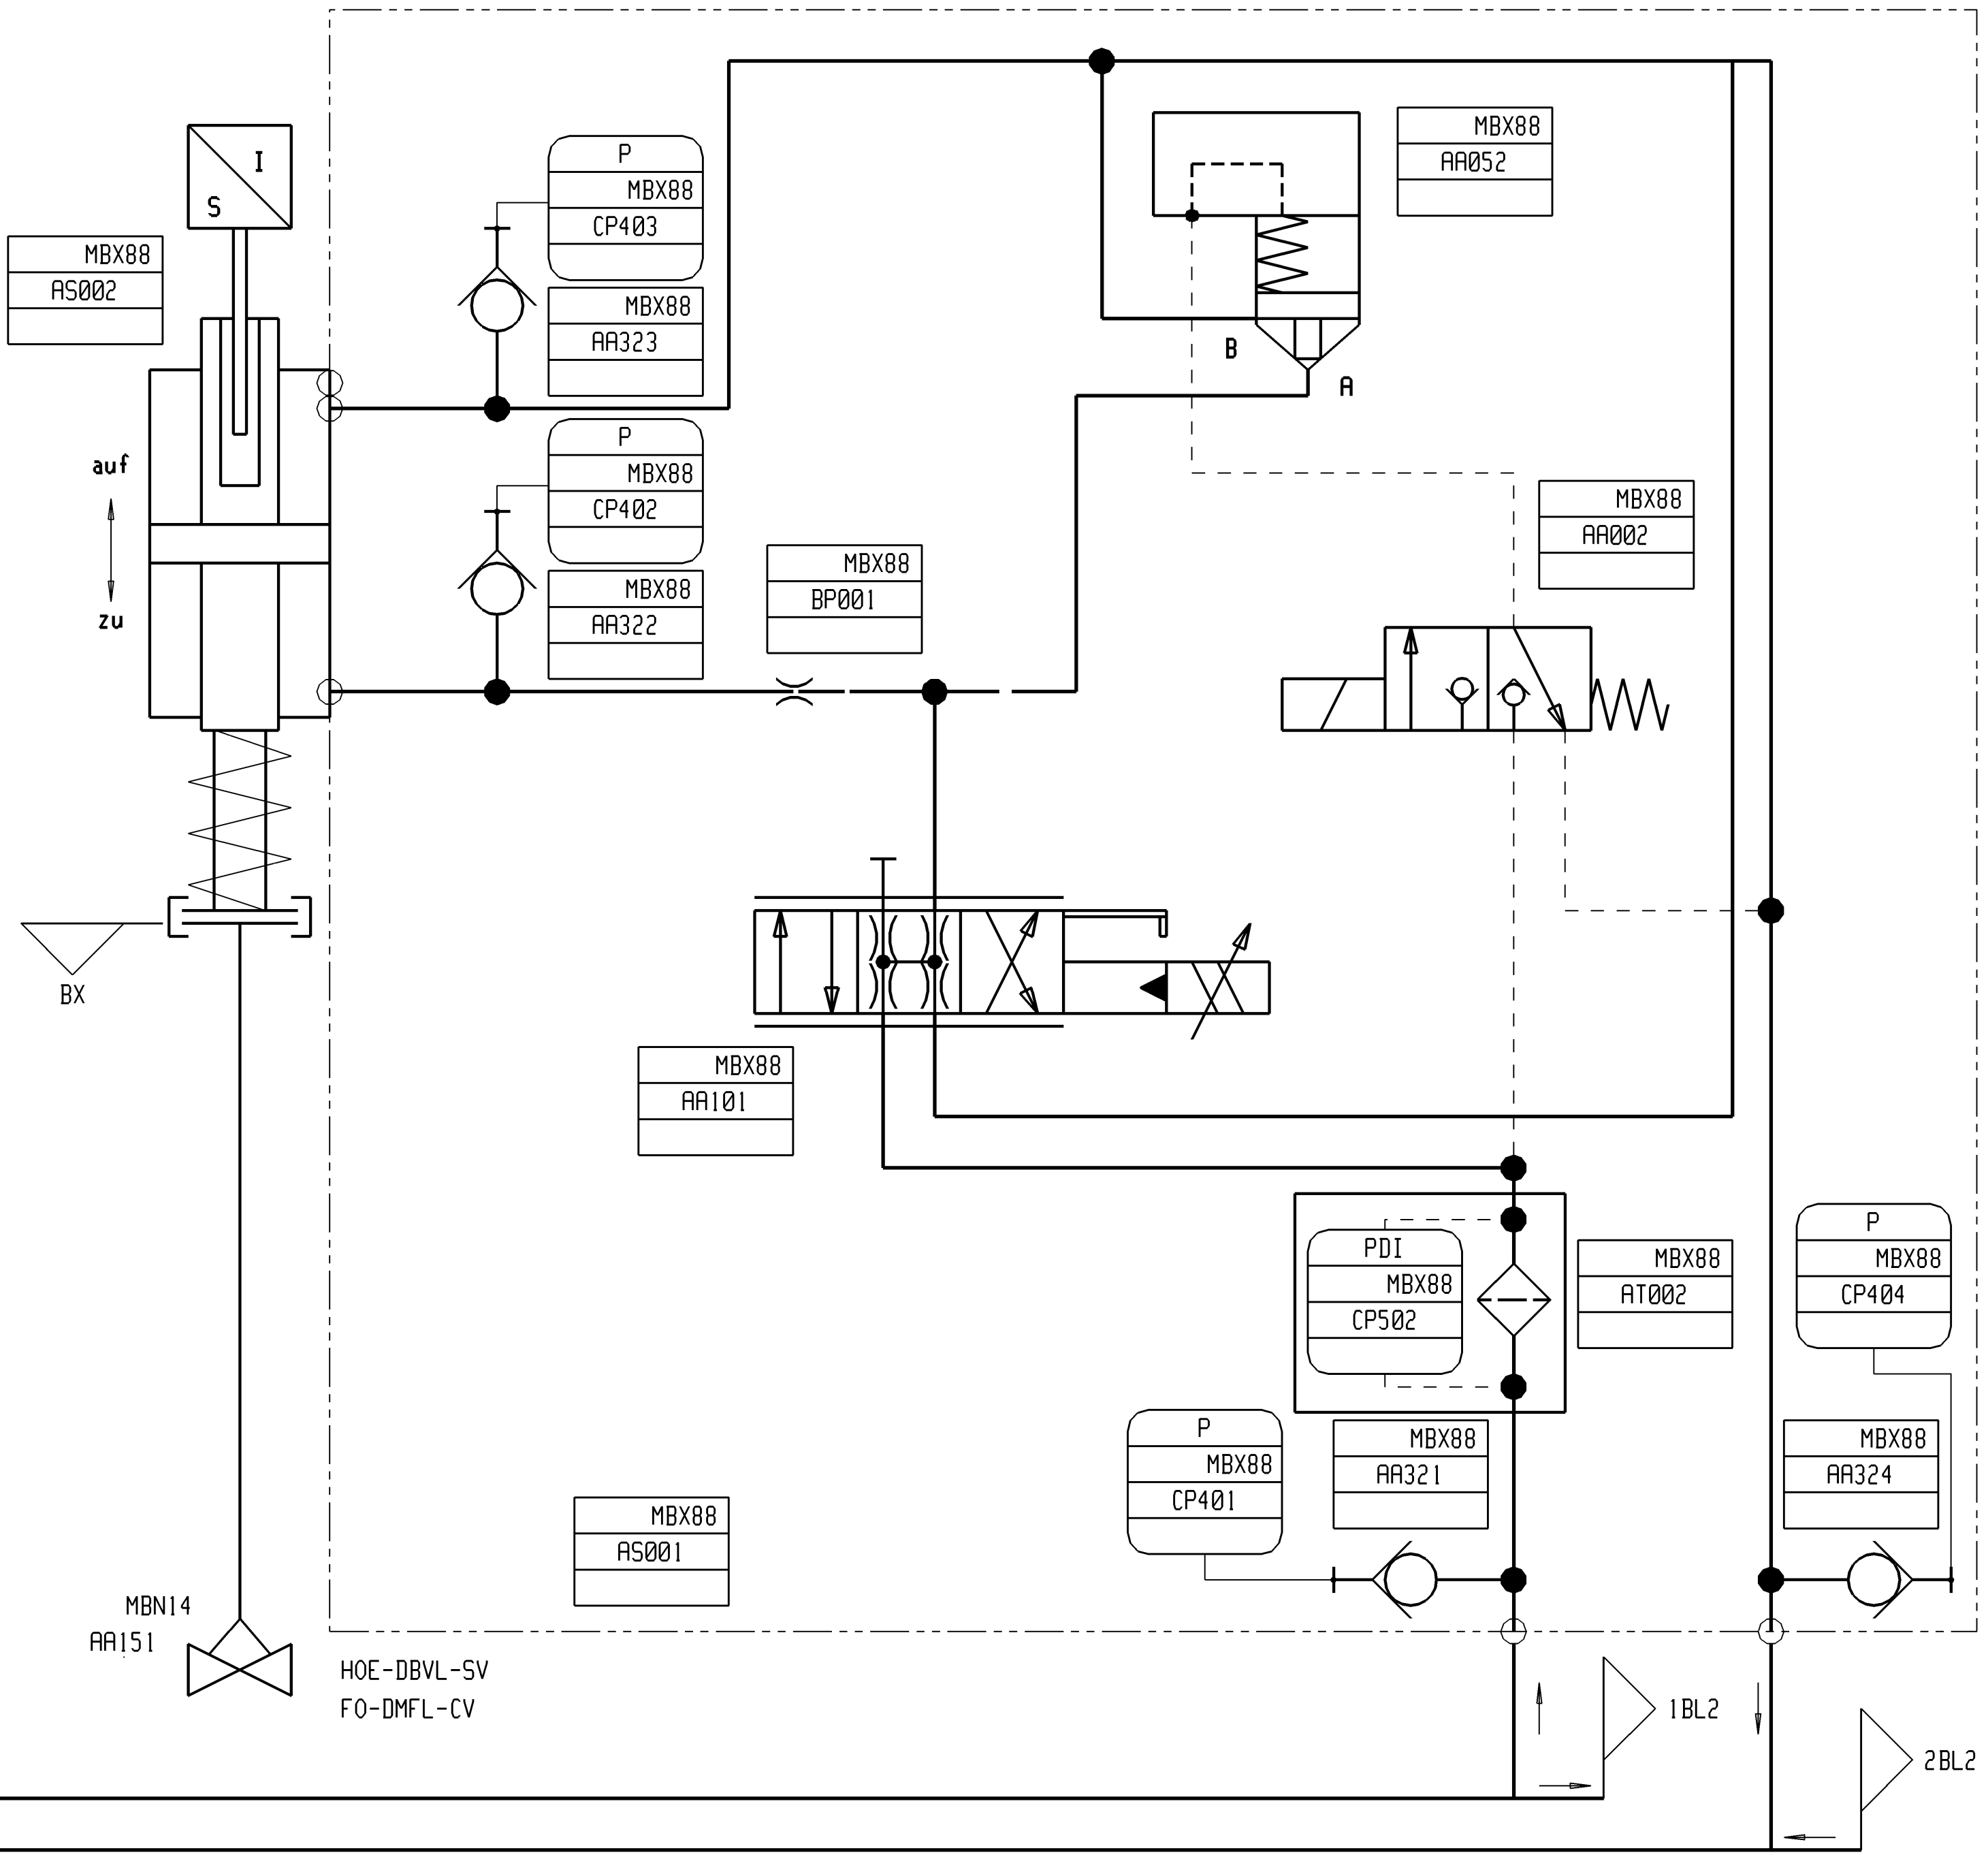 I
S
MBX88
AS002
P
MBX88
CP403
MBX88
AA323
MBX88
AA052
B
A
auf
zu
P
MBX88
CP402
MBX88
AA322
MBX88
BP001
MBX88
AA002
BX
MBX88
AA101
PDI
MBX88
CP502
MBX88
AT002
P
MBX88
CP404
P
MBX88
CP401
MBX88
AA321
MBX88
AA324
MBX88
AS001
MBN14
AA151
HOE-DBVL-SV
FO-DMFL-CV
1BL2
2BL2